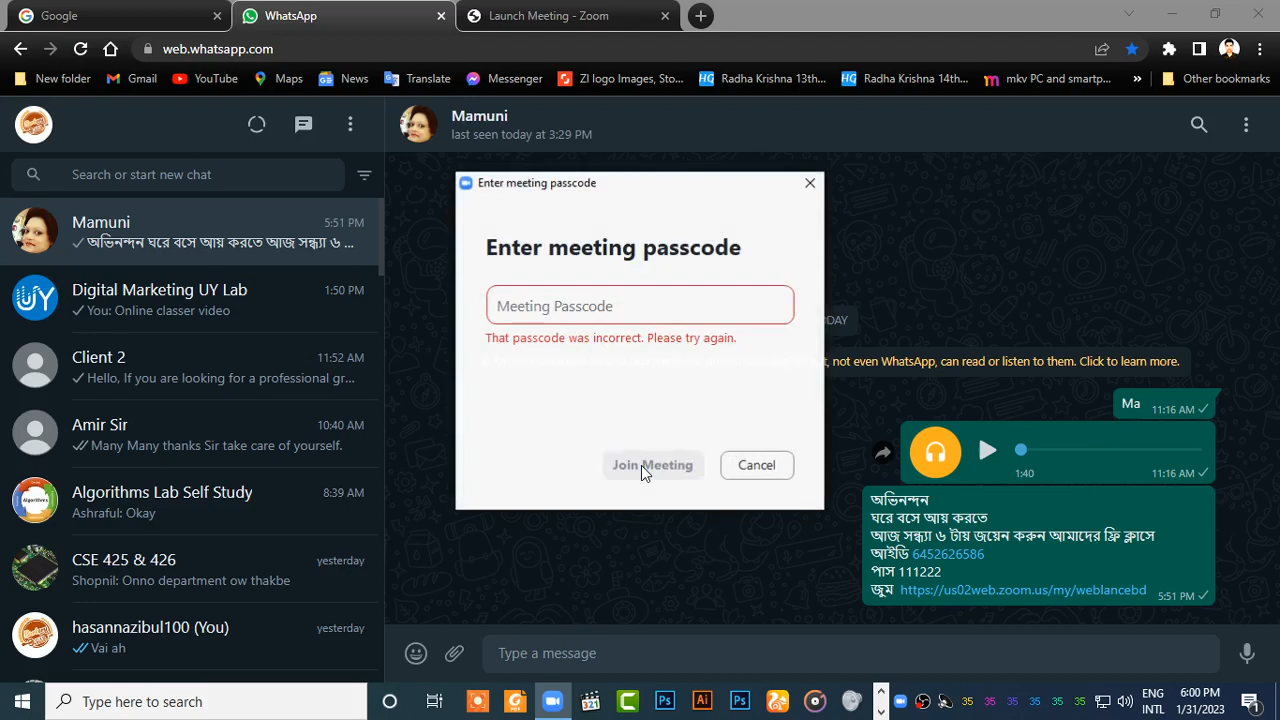 Google
WhatsApp
Launch Meeting - Zoom
web.whatsapp.com
New folder
Gmail
YouTube
Maps
News
Translate
Messenger
ZI logo Images, Sto...
Radha Krishna 13th...
Radha Krishna 14th...
mkv PC and smartp...
Other bookmarks
Search or start new chat
Mamuni
5:51 PM
অভিনন্দন ঘরে বসে আয় করতে আজ সন্ধ্যা ৬ ...
Digital Marketing UY Lab
1:50 PM
You: Online classer video
Client 2
11:52 AM
Hello, If you are looking for a professional gr...
Amir Sir
10:40 AM
Many Many thanks Sir take care of yourself.
Algorithms Lab Self Study
8:39 AM
Ashraful: Okay
CSE 425 & 426
yesterday
Shopnil: Onno department ow thakbe
hasannazibul100 (You)
yesterday
Vai ah
Mamuni
last seen today at 3:29 PM
Enter meeting passcode
Enter meeting passcode
Meeting Passcode
That passcode was incorrect. Please try again.
Join Meeting
Cancel
DAY
, not even WhatsApp, can read or listen to them. Click to learn more.
Ma
11:16 AM
1:40
11:16 AM
অভিনন্দন
ঘরে বসে আয় করতে
আজ সন্ধ্যা ৬ টায় জয়েন করুন আমাদের ফ্রি ক্লাসে
আইডি 6452626586
পাস 111222
জুম https://us02web.zoom.us/my/weblancebd
5:51 PM
Type a message
Type here to search
35 35 35 35 35 35
ENG
INTL
6:00 PM
1/31/2023